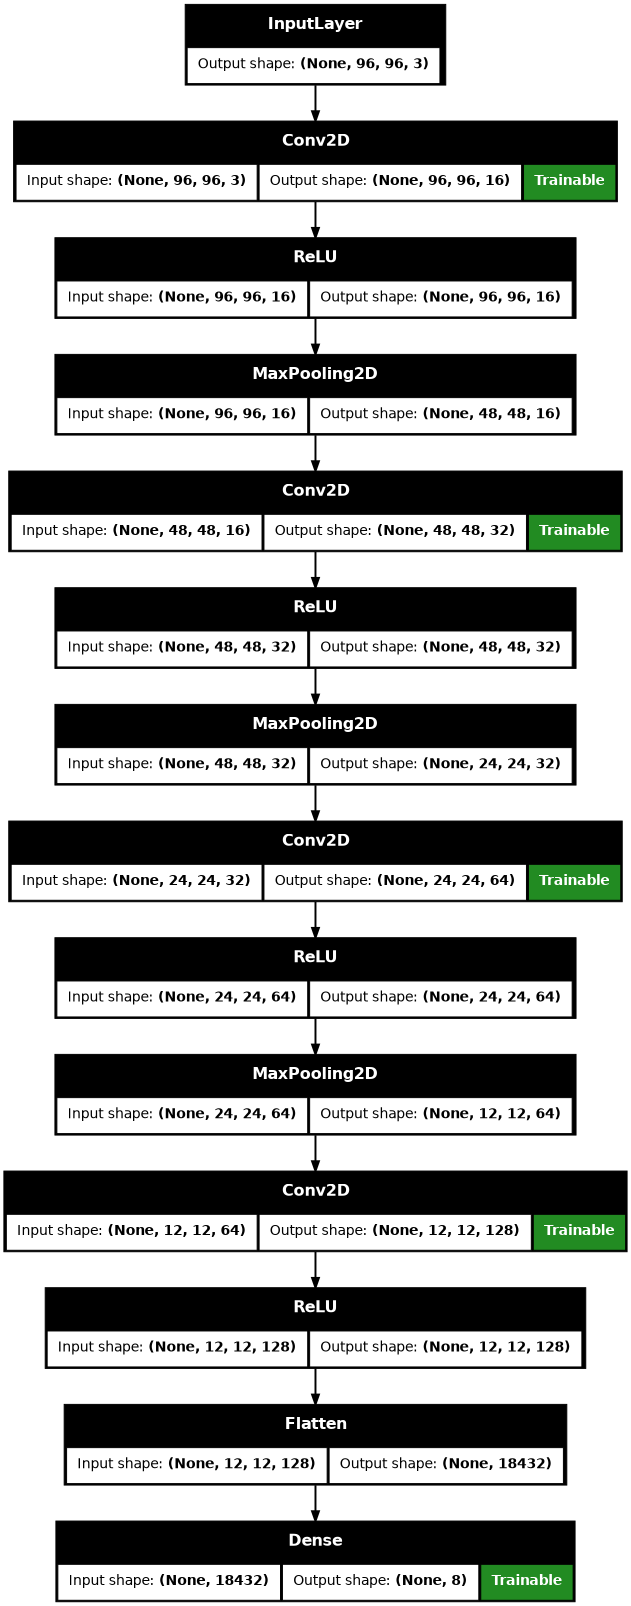 InputLayer
Output shape: (None, 96, 96, 3)
Conv2D
Input shape: (None, 96, 96, 3) Output shape: (None, 96, 96, 16) Trainable
ReLU
Input shape: (None, 96, 96, 16) Output shape: (None, 96, 96, 16)
MaxPooling2D
Input shape: (None, 96, 96, 16) Output shape: (None, 48, 48, 16)
Conv2D
Input shape: (None, 48, 48, 16) Output shape: (None, 48, 48, 32) Trainable
ReLU
Input shape: (None, 48, 48, 32) Output shape: (None, 48, 48, 32)
MaxPooling2D
Input shape: (None, 48, 48, 32) Output shape: (None, 24, 24, 32)
Conv2D
Input shape: (None, 24, 24, 32) Output shape: (None, 24, 24, 64) Trainable
ReLU
Input shape: (None, 24, 24, 64) Output shape: (None, 24, 24, 64)
MaxPooling2D
Input shape: (None, 24, 24, 64) Output shape: (None, 12, 12, 64)
Conv2D
Input shape: (None, 12, 12, 64) Output shape: (None, 12, 12, 128) Trainable
ReLU
Input shape: (None, 12, 12, 128) Output shape: (None, 12, 12, 128)
Flatten
Input shape: (None, 12, 12, 128) Output shape: (None, 18432)
Dense
Input shape: (None, 18432) Output shape: (None, 8) Trainable